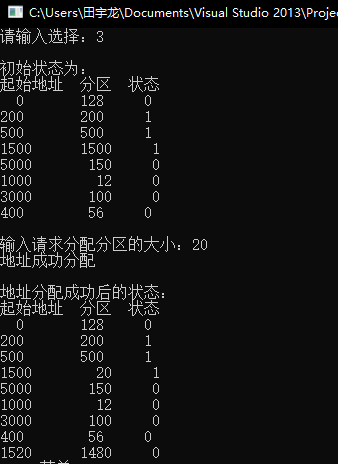 C:\Users\田宇龙\Documents\Visual Studio 2013\Proje
请输入选择：3
初始状态为：
起始地址 分区 状态
0 128 0
200 200 1
500 500 1
1500 1500 1
5000 150 0
1000 12 0
3000 100 0
400 56 0
输入请求分配分区的大小：20
地址成功分配
地址分配成功后的状态：
起始地址 分区 状态
0 128 0
200 200 1
500 500 1
1500 20 1
5000 150 0
1000 12 0
3000 100 0
400 56 0
1520 1480 0